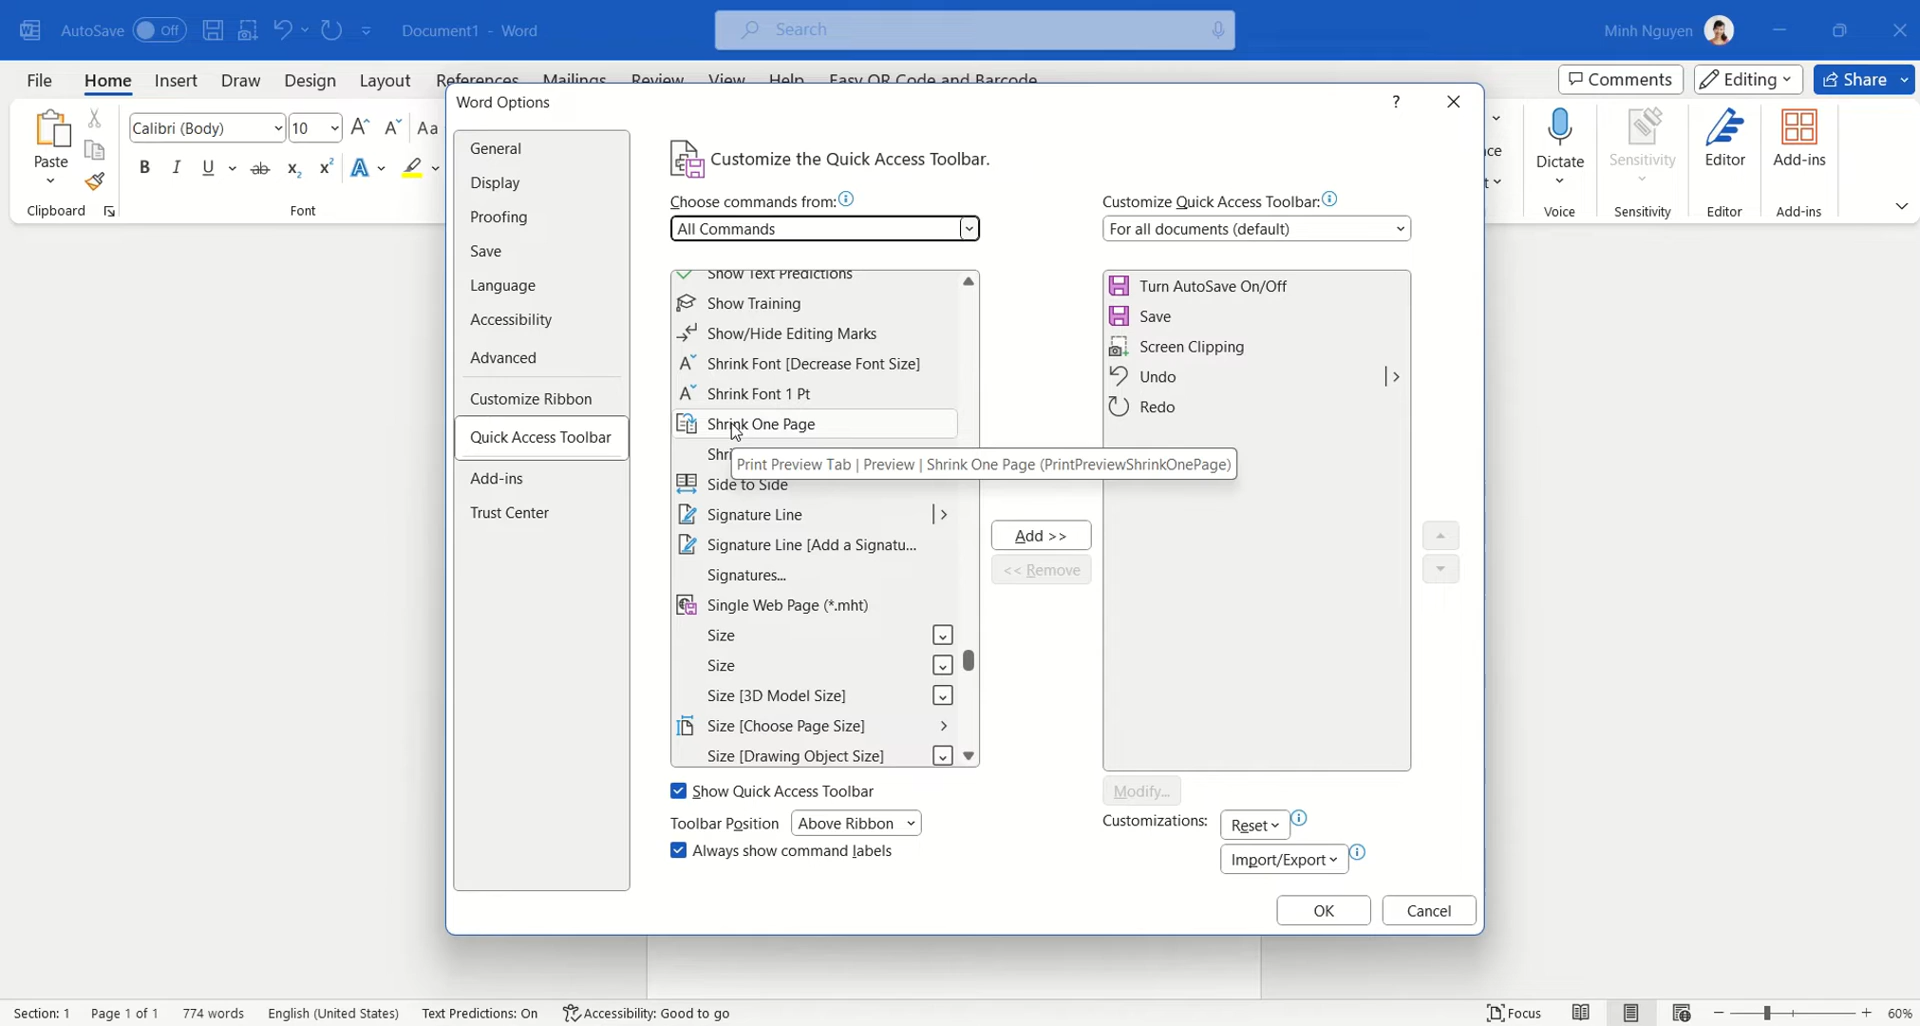 AutoSave Off Document1 - Word Search Minh Nguyen
File Home Insert Draw Design Layout References Mailings Review View Help Easy QR Code and Barcode Comments Editing Share
Word Options
Paste
Clipboard
Calibri (Body) 10 Aa
B I U ab x₂ x² A
Font
Dictate
Voice
Sensitivity
Sensitivity
Editor
Editor
Add-ins
Add-ins
General
Display
Proofing
Save
Language
Accessibility
Advanced
Customize Ribbon
Quick Access Toolbar
Add-ins
Trust Center
Customize the Quick Access Toolbar.
Choose commands from:
All Commands
Show Text Predictions
Show Training
Show/Hide Editing Marks
Shrink Font [Decrease Font Size]
Shrink Font 1 Pt
Shrink One Page
Shri
Print Preview Tab | Preview | Shrink One Page (PrintPreviewShrinkOnePage)
Side to Side
Signature Line
Signature Line [Add a Signatu...
Signatures...
Single Web Page (*.mht)
Size
Size
Size [3D Model Size]
Size [Choose Page Size]
Size [Drawing Object Size]
Show Quick Access Toolbar
Toolbar Position Above Ribbon
Always show command labels
Add >>
<< Remove
Customize Quick Access Toolbar:
For all documents (default)
Turn AutoSave On/Off
Save
Screen Clipping
Undo
Redo
Modify...
Customizations: Reset
Import/Export
OK Cancel
Section: 1 Page 1 of 1 774 words English (United States) Text Predictions: On Accessibility: Good to go Focus 60%